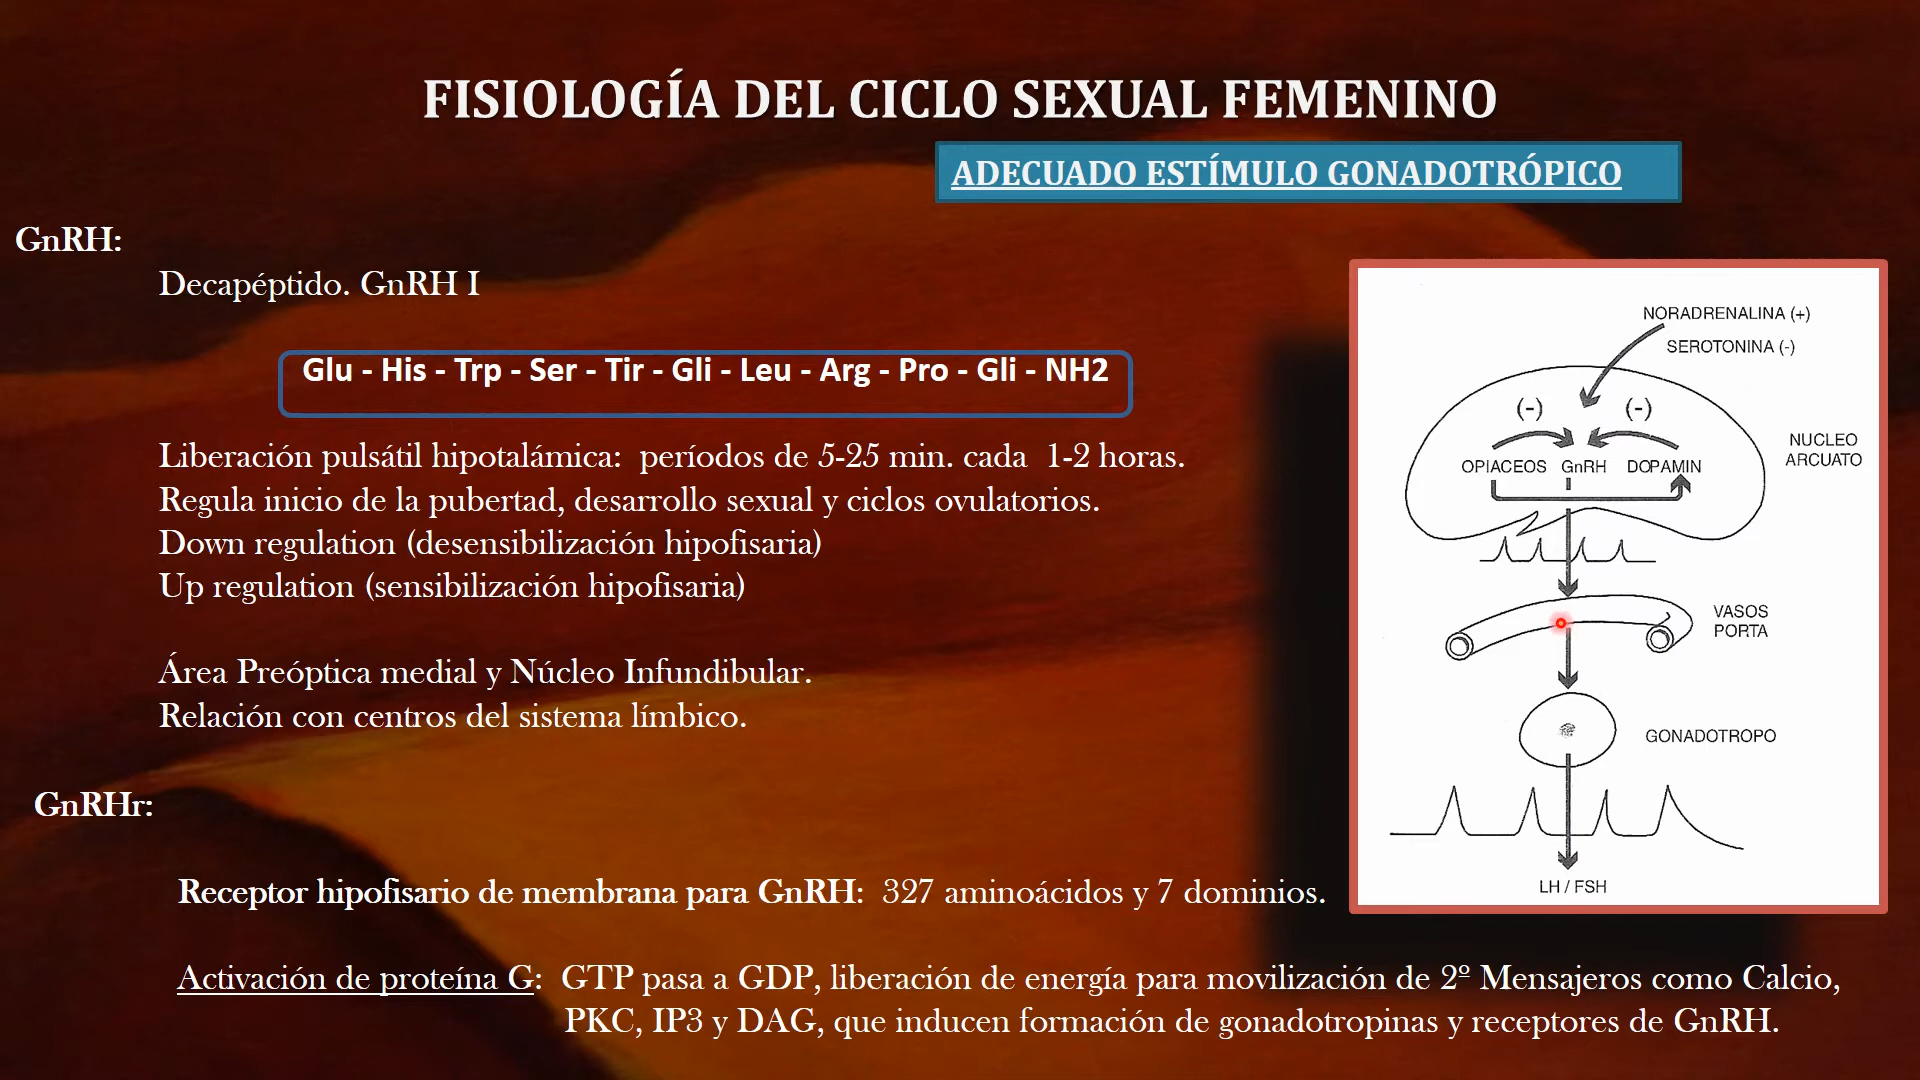 FISIOLOGÍA DEL CICLO SEXUAL FEMENINO
ADECUADO ESTÍMULO GONADOTRÓPICO
GnRH:
Decapéptido. GnRH I
Glu - His - Trp - Ser - Tir - Gli - Leu - Arg - Pro - Gli - NH2
Liberación pulsátil hipotalámica: períodos de 5-25 min. cada 1-2 horas.
Regula inicio de la pubertad, desarrollo sexual y ciclos ovulatorios.
Down regulation (desensibilización hipofisaria)
Up regulation (sensibilización hipofisaria)
Área Preóptica medial y Núcleo Infundibular.
Relación con centros del sistema límbico.
GnRHr:
Receptor hipofisario de membrana para GnRH: 327 aminoácidos y 7 dominios.
Activación de proteína G: GTP pasa a GDP, liberación de energía para movilización de 2º Mensajeros como Calcio,
PKC, IP3 y DAG, que inducen formación de gonadotropinas y receptores de GnRH.
NORADRENALINA (+)
SEROTONINA (-)
(-) (-)
OPIACEOS GnRH DOPAMIN
NUCLEO
ARCUATO
VASOS
PORTA
GONADOTROPO
LH / FSH